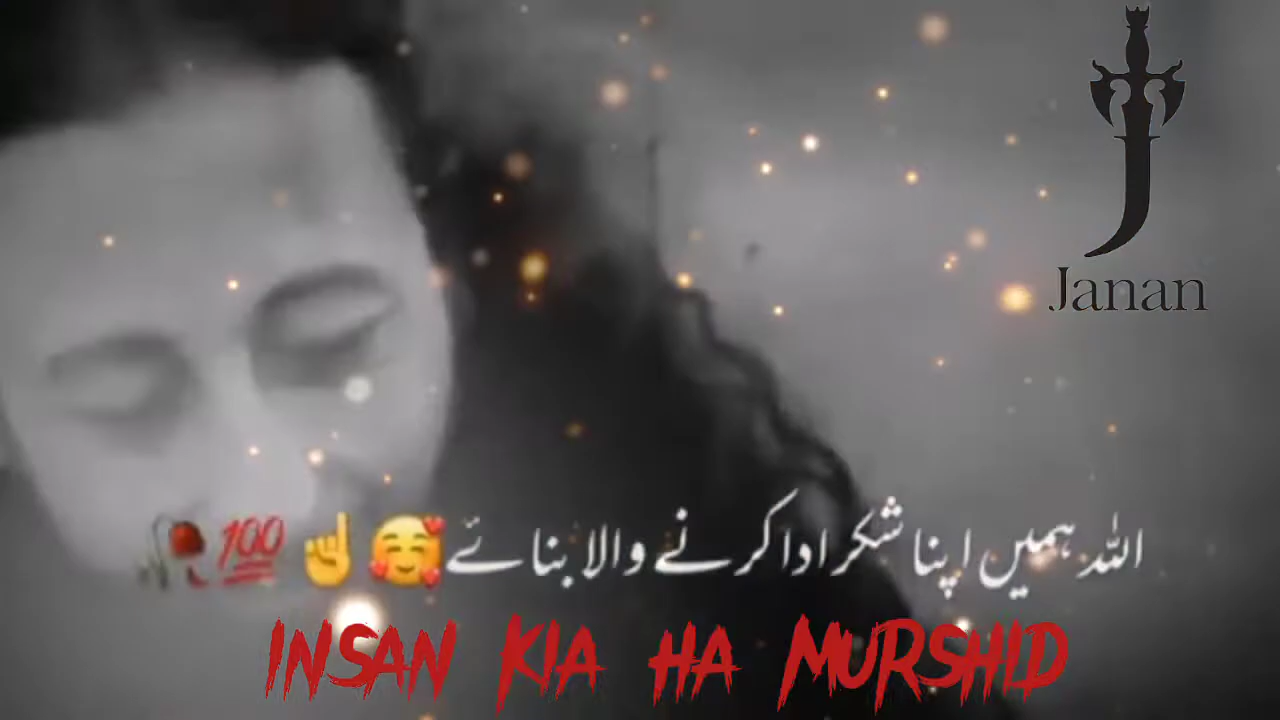 Janan
اللہ ہمیں اپنا شکر ادا کرنے والا بنائے🥰☝️💯🥀
INSAN KIA HA MURSHID